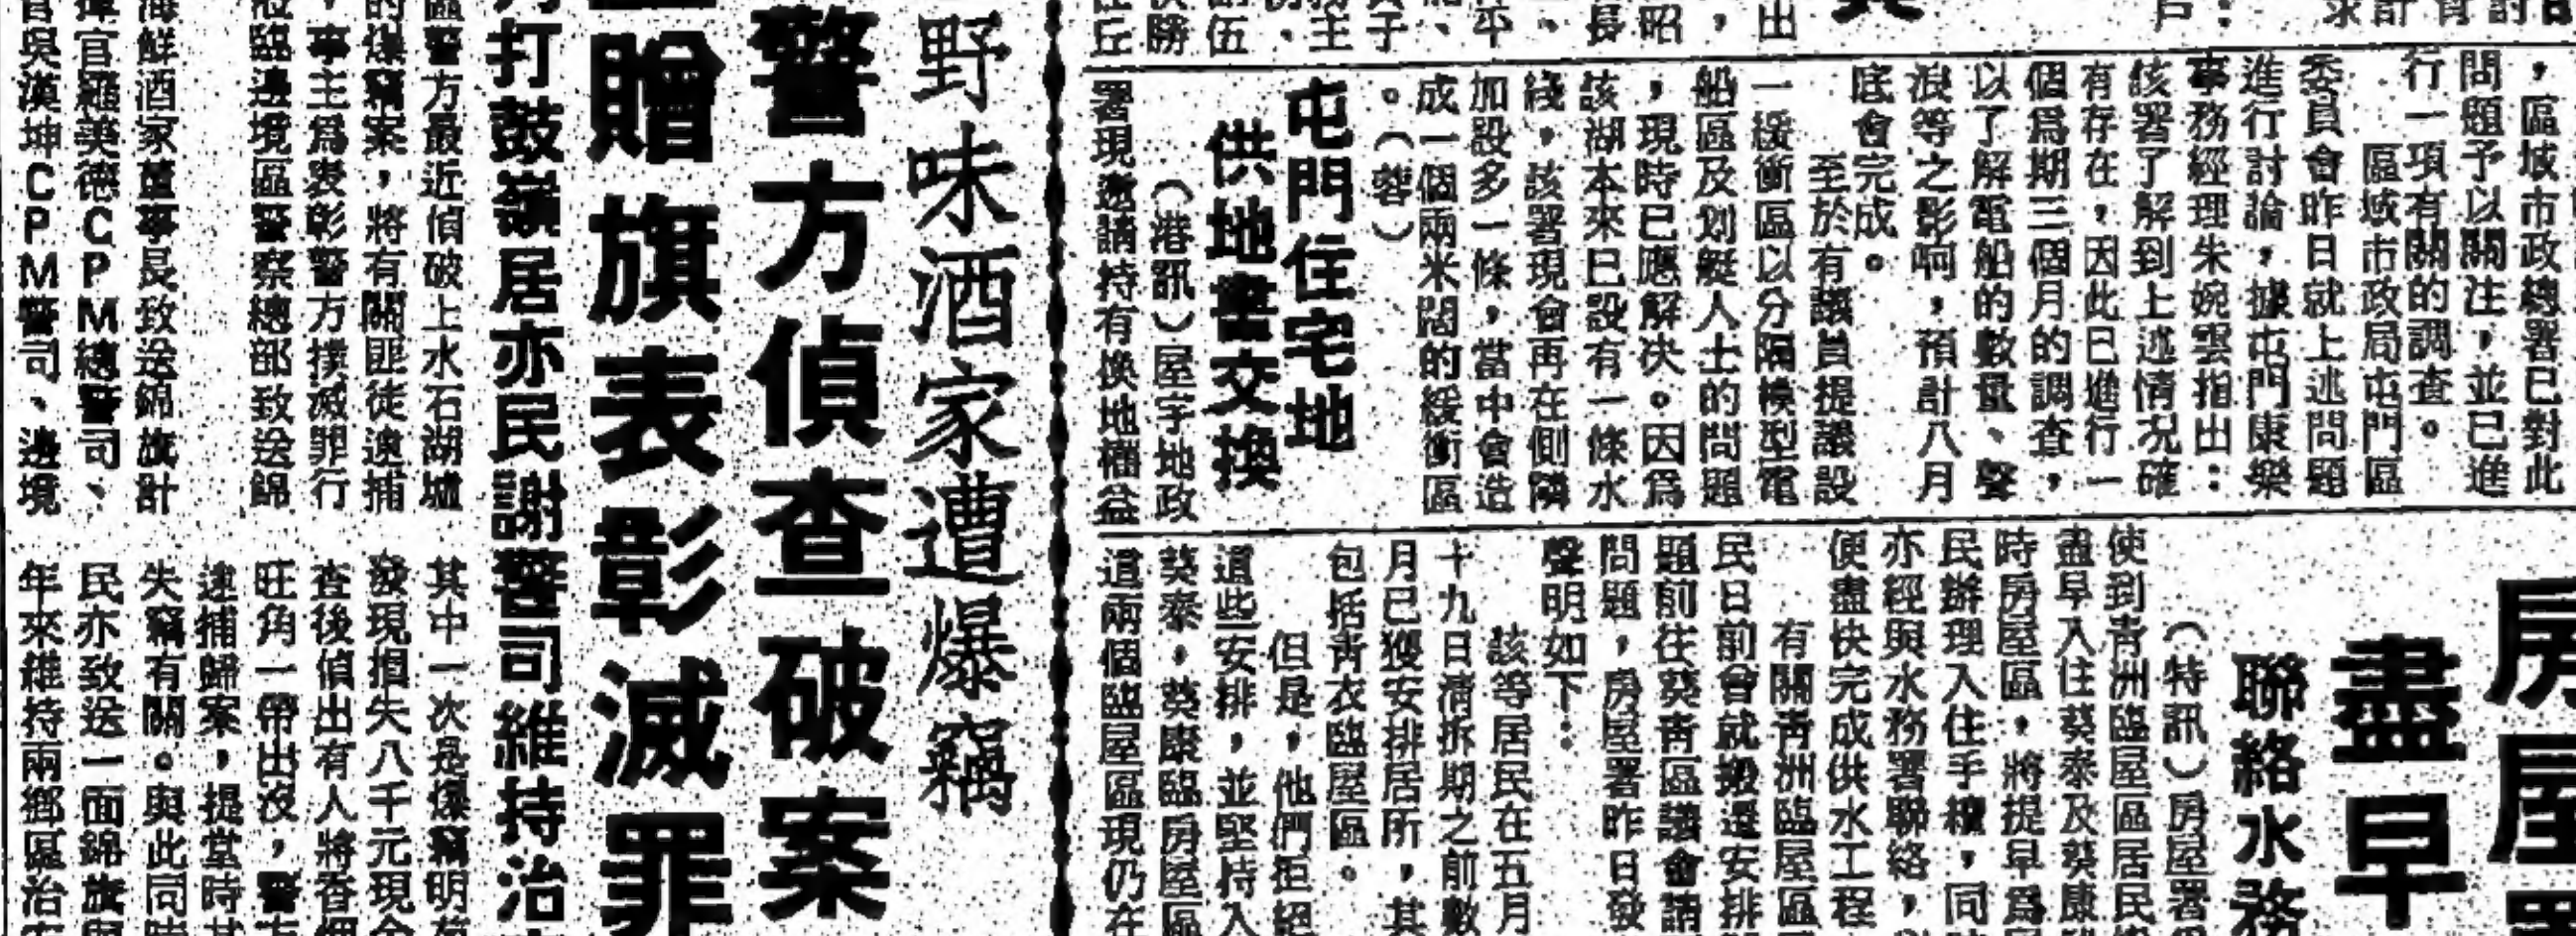 ，區城市政總署已對此
問題予以關注，並已進
行一項有關的調查。
區域市政局屯門區
委員會昨日就上述問題
進行討論，據屯門康樂
事務經理朱婉雲指出：
該署了解到上述情況確
有存在，因此已進行一
個為期三個月的調查，
以了解電船的數量、聲
浪等之影响，預計八月
底會完成。
至於有議員提議設
一緩衝區以分隔模型電
船區及划艇人士的問題
，現時已應解決。因為
該湖本來已設有一條水
綫，該署現會再在側隣
加設多一條，當中會造
成一個兩米闊的緩衝區
。（蓉）
屯門住宅地
供地書交換
（港訊）屋宇地政
署現邀請持有換地權益
房屋
盡早
聯絡水務
（特訊）房屋署
使到青洲臨屋區居民
盡早入住葵泰及葵康
時房屋區，將提早為
民辦理入住手續，同
亦經與水務署聯絡，
便盡快完成供水工程
有關青洲臨屋區
民日前會就搬遷安排
題前往葵青區議會請
問題，房屋署昨日發
聲明如下：
該等居民在五月
十九日清拆期之前數
月已獲安排居所，其
包括青衣臨屋區。
但是，他們拒絕
這些安排，並堅持入
葵泰，葵康臨房屋區
這兩個臨屋區現仍在
野味酒家遭爆竊
警方偵查破案
贈旗表彰滅罪
打鼓嶺居亦民謝警司維持治
區警方最近偵破上水石湖墟
的爆竊案，將有關匪徒逮捕
，事主為表彰警方撲滅罪行
臨邊境區警察總部致送錦
海鮮酒家董事長致送錦旗計
官羅美德CPM總警司、
官吳漢坤CPM警司、邊境
其中一次是爆竊明
發現損失八千元現金
查後偵出有人將香煙
旺角一帶出沒，警方
逮捕歸案，提堂時其
失竊有關。與此同時
民亦致送一面錦旗與
年來維持兩鄉區治安